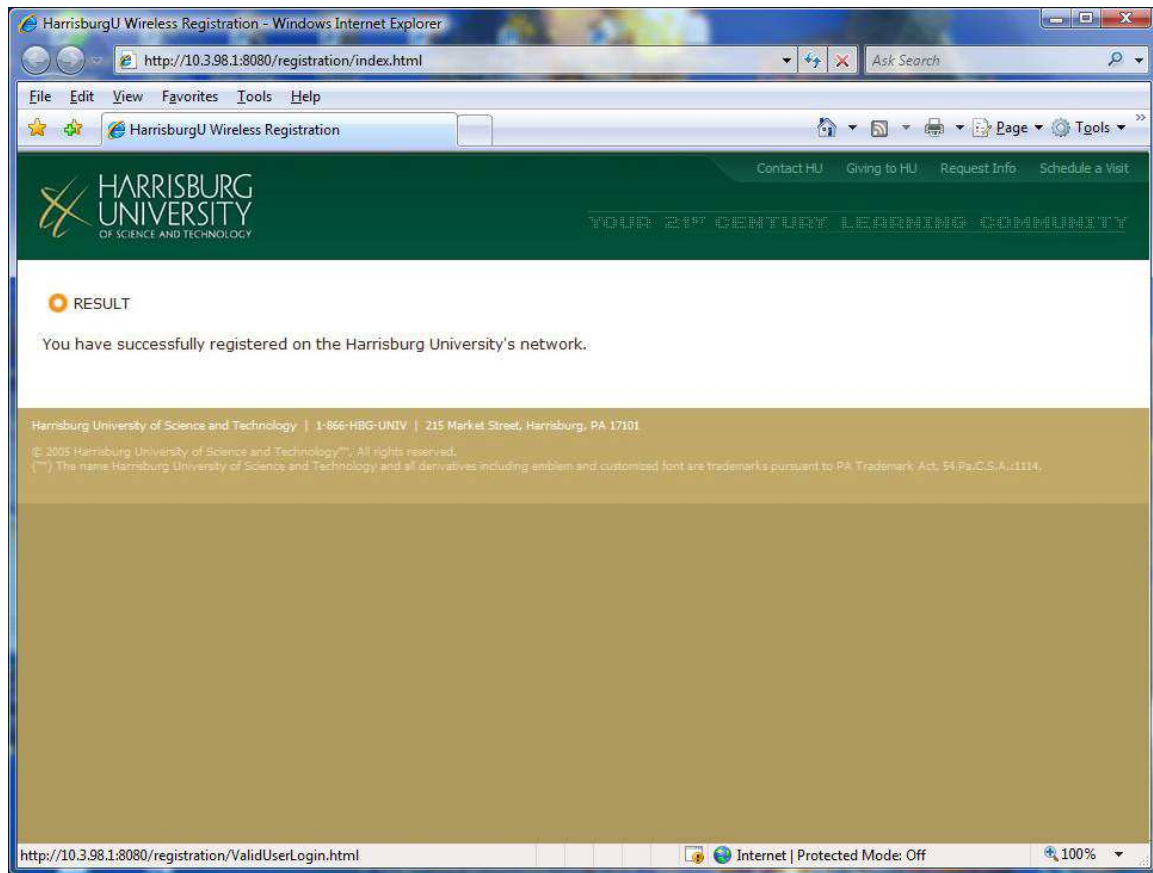 HarrisburgU Wireless Registration - Windows Internet Explorer
http://10.3.98.1:8080/registration/index.html
Ask Search
File Edit View Favorites Tools Help
HarrisburgU Wireless Registration
Page Tools »
Contact HU Giving to HU Request Info Schedule a Visit
HARRISBURG
UNIVERSITY
OF SCIENCE AND TECHNOLOGY
YOUR 21ST CENTURY LEARNING COMMUNITY
RESULT
You have successfully registered on the Harrisburg University's network.
Harrisburg University of Science and Technology | 1-866-HBG-UNIV | 215 Market Street, Harrisburg, PA 17101
© 2005 Harrisburg University of Science and Technology℠, All rights reserved.
(℠) The name Harrisburg University of Science and Technology and all derivatives including emblem and customized font are trademarks pursuant to PA Trademark Act, 54 Pa.C.S.A.:1114.
http://10.3.98.1:8080/registration/ValidUserLogin.html
Internet | Protected Mode: Off
100%